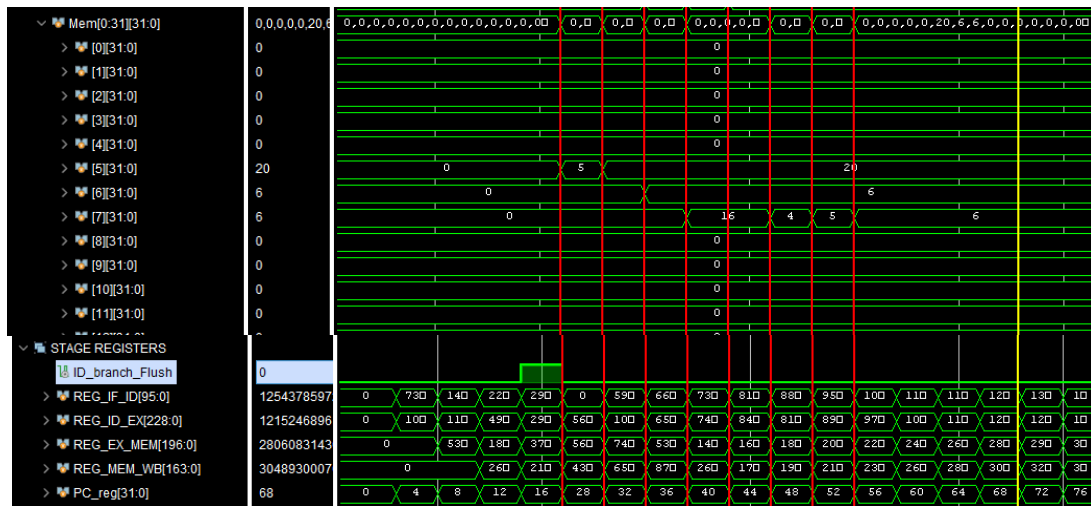 Mem[0:31][31:0] 0,0,0,0,0,20,6 0,0,0,0,0,0,0,0,0,0,0,0,0,0 0,0, 0,0, 0,0, 0,0,0,0, 0,0, 0,0, 0,0, 0,0,0,0,0,20,6,6,0,0,0,0,0,0,0,0
[0][31:0] 0 0
[1][31:0] 0 0
[2][31:0] 0 0
[3][31:0] 0 0
[4][31:0] 0 0
[5][31:0] 20 0 5 20
[6][31:0] 6 0 6
[7][31:0] 6 0 16 4 5 6
[8][31:0] 0 0
[9][31:0] 0 0
[10][31:0] 0 0
[11][31:0] 0 0
STAGE REGISTERS
ID_branch_Flush 0
REG_IF_ID[95:0] 1254378597 0 73 14 22 29 0 59 66 73 81 88 95 10 11 11 12 13 10
REG_ID_EX[228:0] 1215246896 0 10 11 49 29 56 10 65 74 84 81 89 97 10 11 12 12 10
REG_EX_MEM[196:0] 2806083143 0 53 18 37 56 74 53 14 16 18 20 22 24 26 28 29 3
REG_MEM_WB[163:0] 3048930007 0 26 21 43 65 87 26 17 19 21 23 26 28 30 32 3
PC_reg[31:0] 68 0 4 8 12 16 28 32 36 40 44 48 52 56 60 64 68 72 76